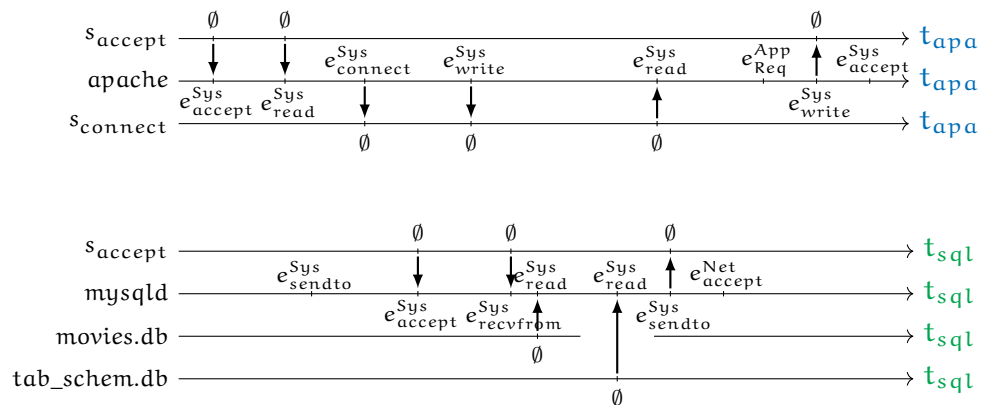 ∅ ∅ ∅
s_accept t_apa
e^Sys_connect e^Sys_write e^Sys_read e^App_Req e^Sys_accept
apache t_apa
e^Sys_accept e^Sys_read e^Sys_write
s_connect t_apa
∅ ∅ ∅
∅ ∅ ∅
s_accept t_sql
e^Sys_sendto e^Sys_read e^Sys_read e^Net_accept
mysqld t_sql
e^Sys_accept e^Sys_recvfrom e^Sys_sendto
movies.db t_sql
∅
tab_schem.db t_sql
∅